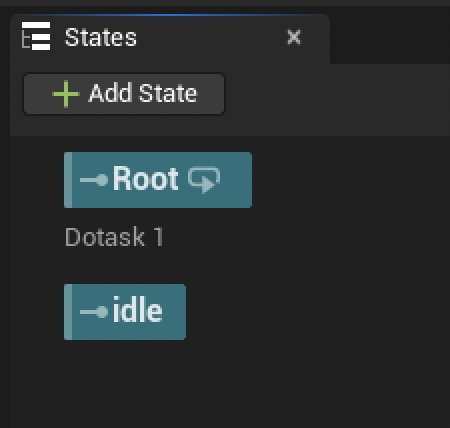 States
Add State
Root
Dotask 1
idle